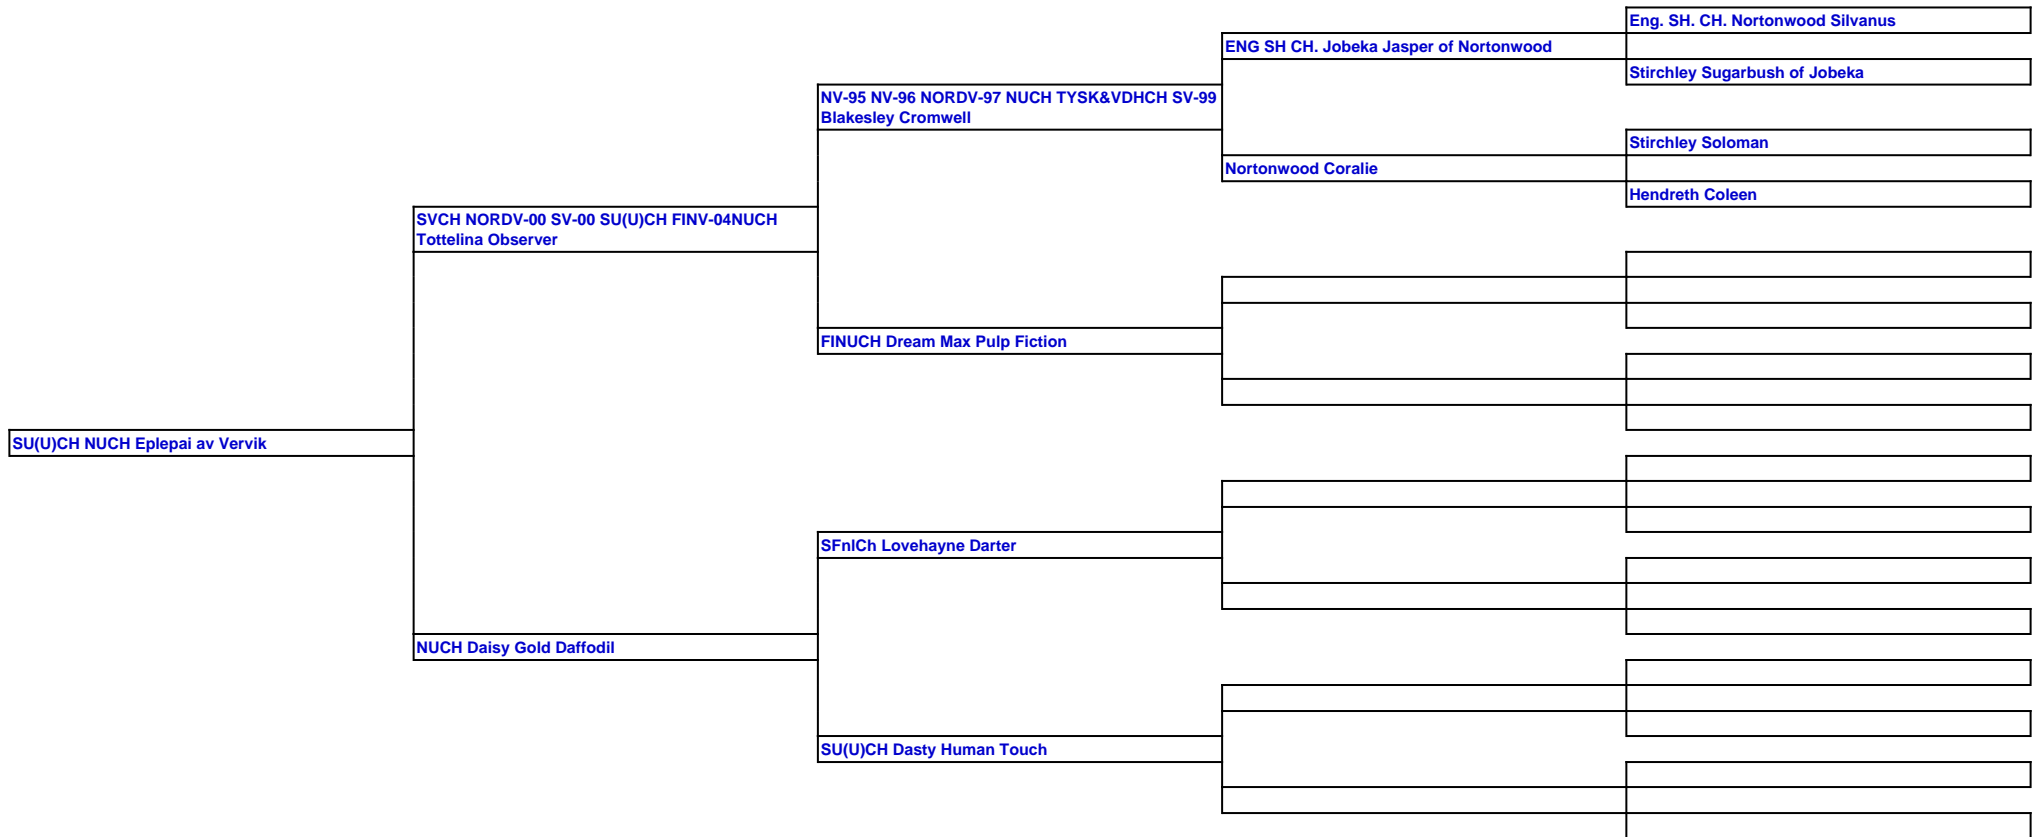 Eng. SH. CH. Nortonwood Silvanus
ENG SH CH. Jobeka Jasper of Nortonwood
Stirchley Sugarbush of Jobeka
NV-95 NV-96 NORDV-97 NUCH TYSK&VDHCH SV-99
Blakesley Cromwell
Stirchley Soloman
Nortonwood Coralie
Hendreth Coleen
SVCH NORDV-00 SV-00 SU(U)CH FINV-04NUCH
Tottelina Observer
FINUCH Dream Max Pulp Fiction
SU(U)CH NUCH Eplepai av Vervik
SFnICh Lovehayne Darter
NUCH Daisy Gold Daffodil
SU(U)CH Dasty Human Touch